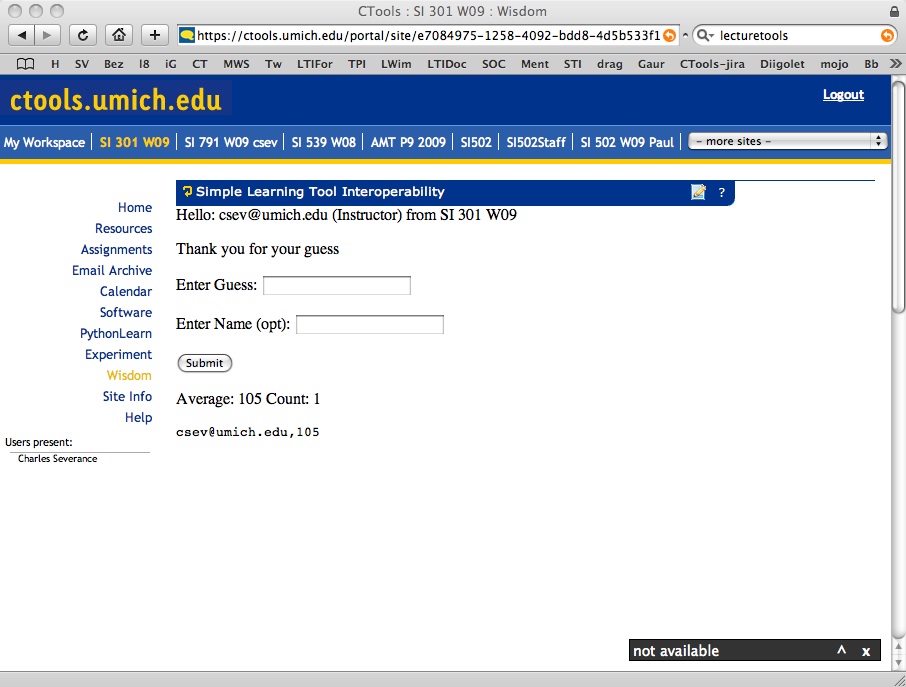 CTools : SI 301 W09 : Wisdom
https://ctools.umich.edu/portal/site/e7084975-1258-4092-bdd8-4d5b533f1
lecturetools
H SV Bez I8 iG CT MWS Tw LTIFor TPI LWim LTIDoc SOC Ment STI drag Gaur CTools-jira Diigolet mojo Bb »
ctools.umich.edu
Logout
My Workspace SI 301 W09 SI 791 W09 csev SI 539 W08 AMT P9 2009 SI502 SI502Staff SI 502 W09 Paul - more sites -
Simple Learning Tool Interoperability ?
Home
Resources
Assignments
Email Archive
Calendar
Software
PythonLearn
Experiment
Wisdom
Site Info
Help
Users present:
Charles Severance
Hello: csev@umich.edu (Instructor) from SI 301 W09
Thank you for your guess
Enter Guess:
Enter Name (opt):
Submit
Average: 105 Count: 1
csev@umich.edu,105
not available ^ x